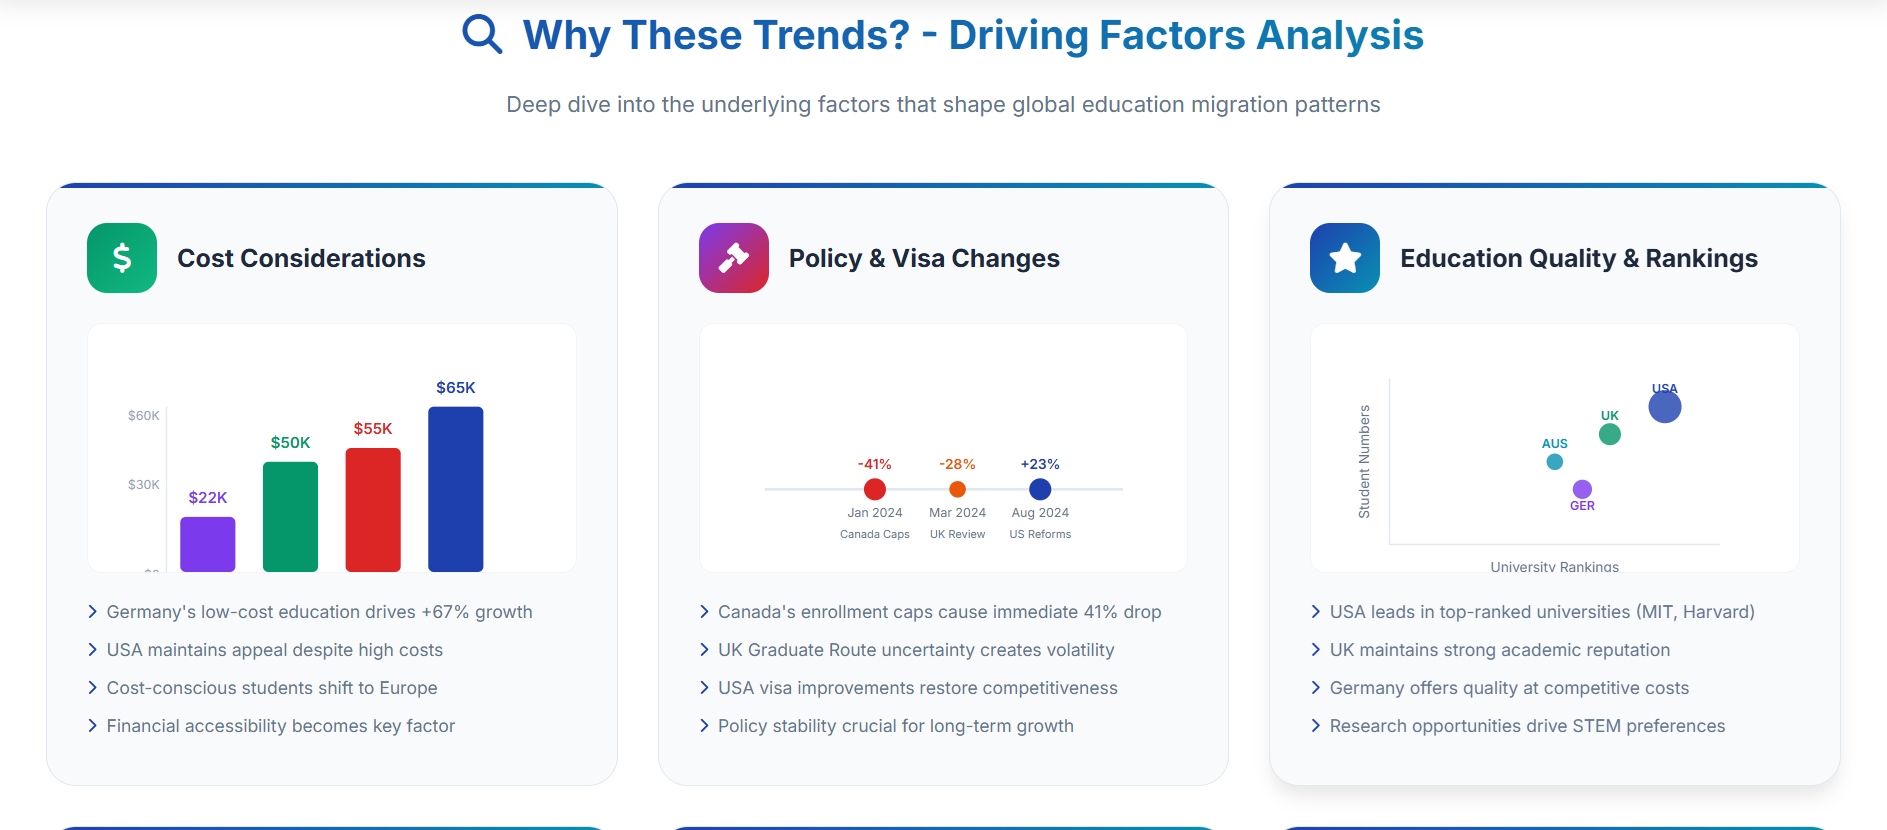 Why These Trends? - Driving Factors Analysis
Deep dive into the underlying factors that shape global education migration patterns
Cost Considerations
$65K
$60K
$55K
$50K
$30K
$22K
Germany's low-cost education drives +67% growth
USA maintains appeal despite high costs
Cost-conscious students shift to Europe
Financial accessibility becomes key factor
Policy & Visa Changes
-41% -28% +23%
Jan 2024 Mar 2024 Aug 2024
Canada Caps UK Review US Reforms
Canada's enrollment caps cause immediate 41% drop
UK Graduate Route uncertainty creates volatility
USA visa improvements restore competitiveness
Policy stability crucial for long-term growth
Education Quality & Rankings
Student Numbers
USA
UK
AUS
GER
University Rankings
USA leads in top-ranked universities (MIT, Harvard)
UK maintains strong academic reputation
Germany offers quality at competitive costs
Research opportunities drive STEM preferences